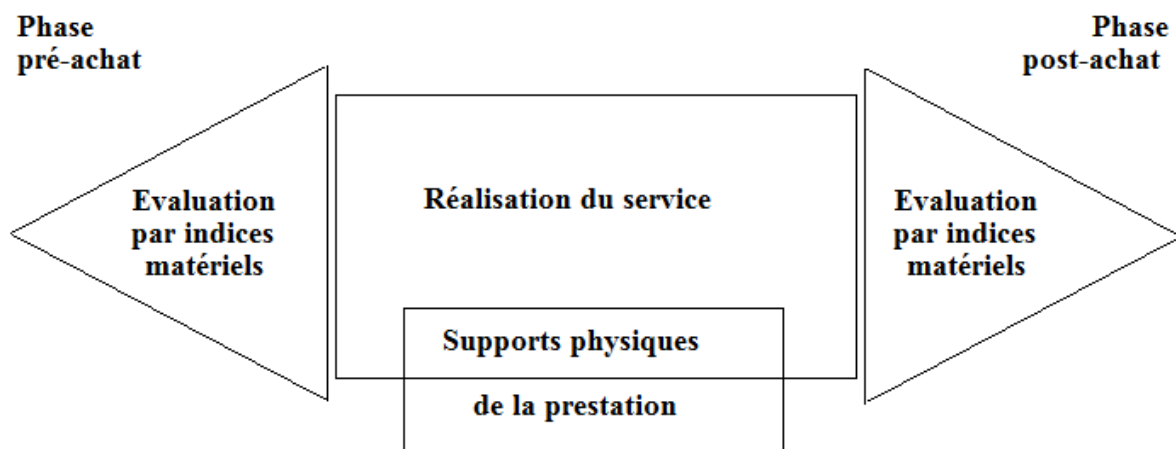 Phase
pré-achat
Phase
post-achat
Evaluation
par indices
matériels
Réalisation du service
Evaluation
par indices
matériels
Supports physiques
de la prestation